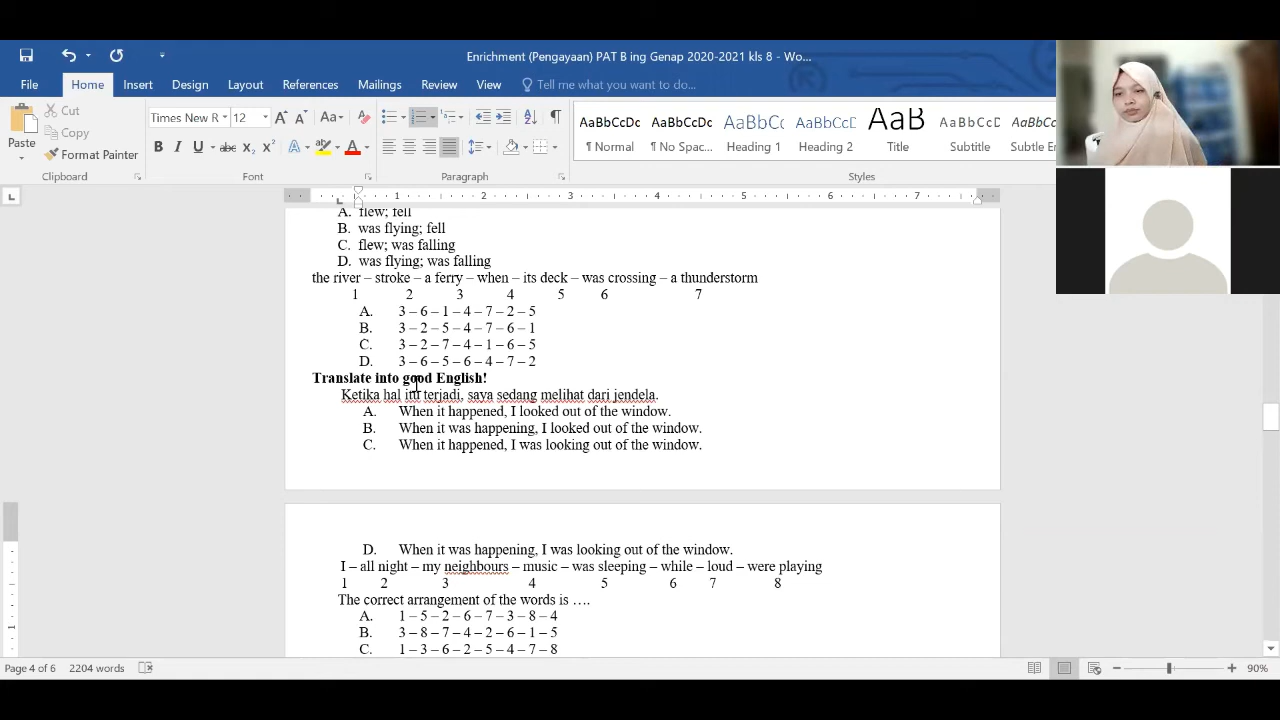 Enrichment (Pengayaan) PAT B ing Genap 2020-2021 kls 8 - Wo...
File Home Insert Design Layout References Mailings Review View Tell me what you want to do...
Paste
Cut
Copy
Format Painter
Clipboard
Times New R 12
Font
Paragraph
AaBbCcDc AaBbCcDc AaBbCc AaBbCcC AaB AaBbCcD AaBbCcD
¶ Normal ¶ No Spac... Heading 1 Heading 2 Title Subtitle Subtle En
Styles
1 2 3 4 5 6 7
A. flew; fell
B. was flying; fell
C. flew; was falling
D. was flying; was falling
the river – stroke – a ferry – when – its deck – was crossing – a thunderstorm
1 2 3 4 5 6 7
A. 3 – 6 – 1 – 4 – 7 – 2 – 5
B. 3 – 2 – 5 – 4 – 7 – 6 – 1
C. 3 – 2 – 7 – 4 – 1 – 6 – 5
D. 3 – 6 – 5 – 6 – 4 – 7 – 2
Translate into good English!
Ketika hal itu terjadi, saya sedang melihat dari jendela.
A. When it happened, I looked out of the window.
B. When it was happening, I looked out of the window.
C. When it happened, I was looking out of the window.
D. When it was happening, I was looking out of the window.
I – all night – my neighbours – music – was sleeping – while – loud – were playing
1 2 3 4 5 6 7 8
The correct arrangement of the words is ….
A. 1 – 5 – 2 – 6 – 7 – 3 – 8 – 4
B. 3 – 8 – 7 – 4 – 2 – 6 – 1 – 5
C. 1 – 3 – 6 – 2 – 5 – 4 – 7 – 8
Page 4 of 6 2204 words 90%